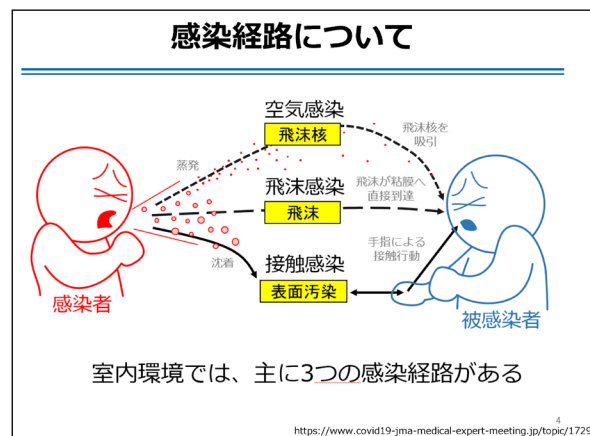 感染経路について
空気感染
飛沫核
飛沫核を
吸引
蒸発
飛沫感染
飛沫
飛沫が粘膜へ
直接到達
手指による
接触行動
沈着
接触感染
表面汚染
感染者
被感染者
室内環境では、主に3つの感染経路がある
4
https://www.covid19-jma-medical-expert-meeting.jp/topic/1729